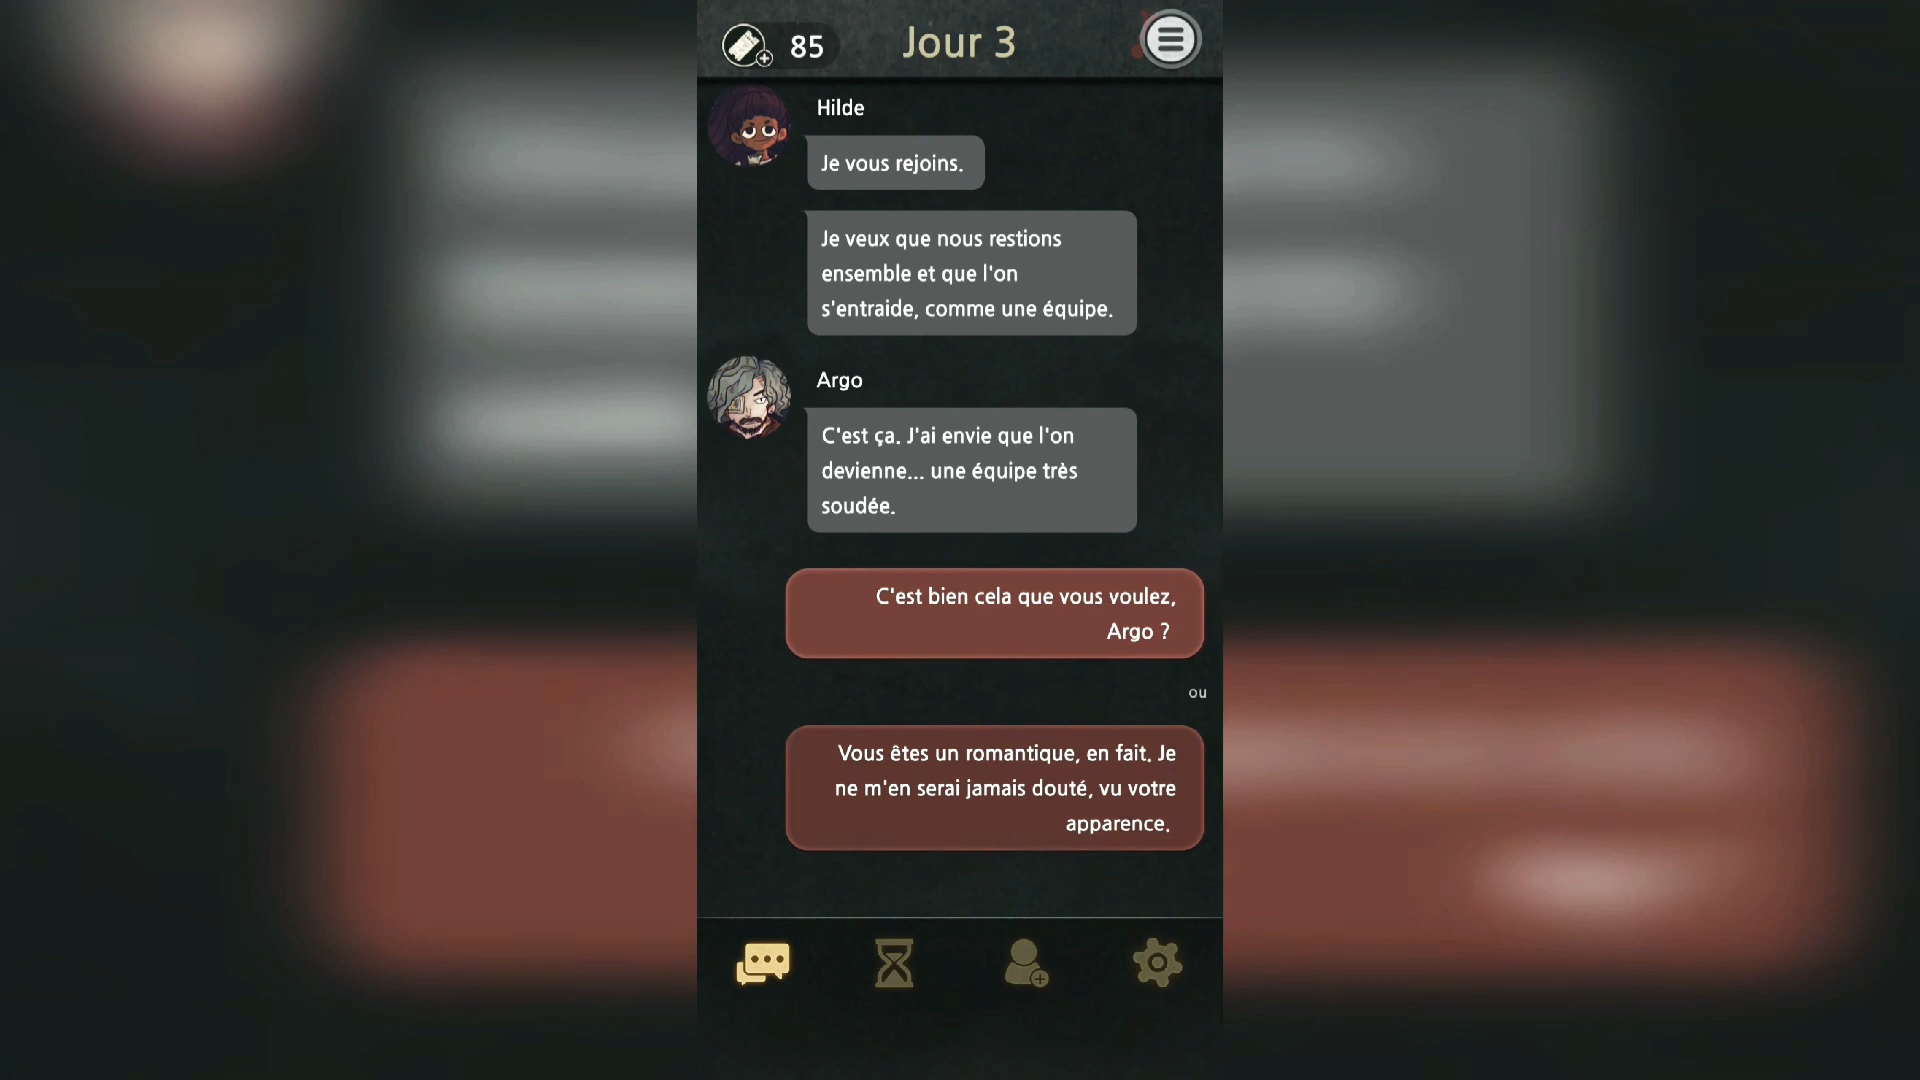 85
Jour 3
Hilde
Je vous rejoins.
Je veux que nous restions
ensemble et que l'on
s'entraide, comme une équipe.
Argo
C'est ça. J'ai envie que l'on
devienne... une équipe très
soudée.
C'est bien cela que vous voulez,
Argo ?
ou
Vous êtes un romantique, en fait. Je
ne m'en serai jamais douté, vu votre
apparence.